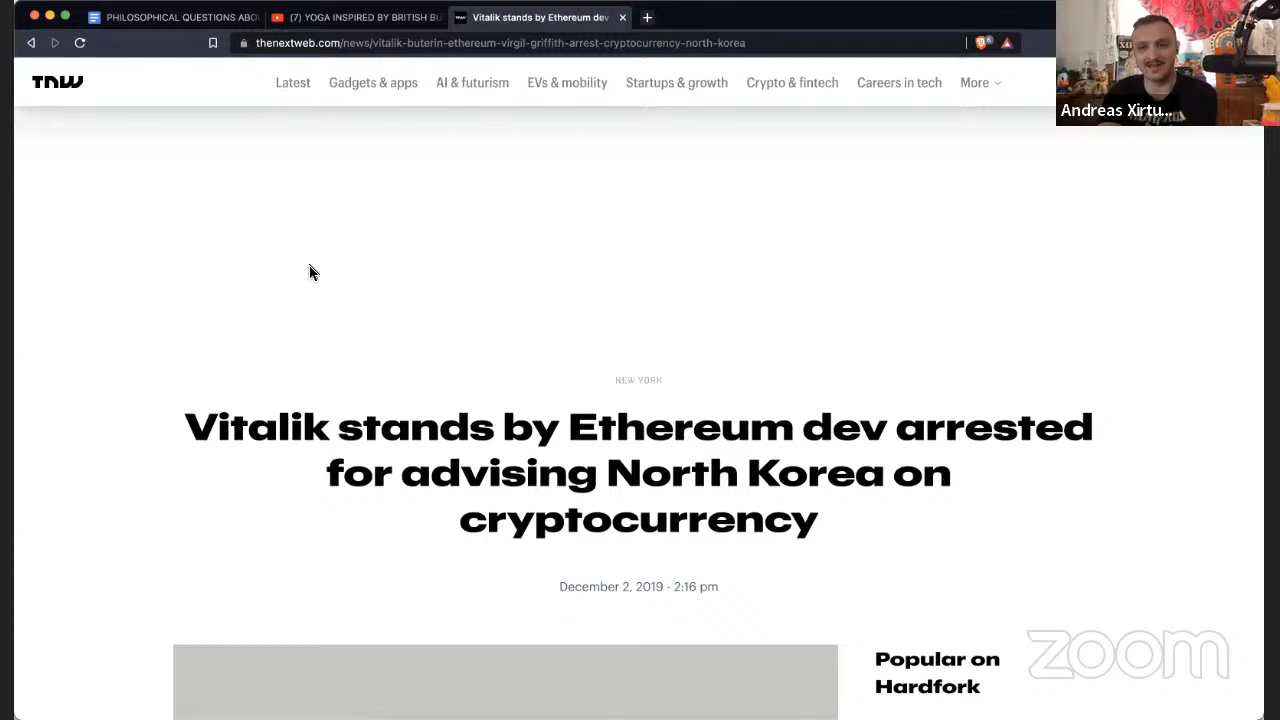 PHILOSOPHICAL QUESTIONS ABO
(7) YOGA INSPIRED BY BRITISH BU
Vitalik stands by Ethereum dev
thenextweb.com/news/vitalik-buterin-ethereum-virgil-griffith-arrest-cryptocurrency-north-korea
TNW
Latest
Gadgets & apps
AI & futurism
EVs & mobility
Startups & growth
Crypto & fintech
Careers in tech
More
Andreas Xirtu...
NEW YORK
Vitalik stands by Ethereum dev arrested
for advising North Korea on
cryptocurrency
December 2, 2019 - 2:16 pm
Popular on
Hardfork
zoom